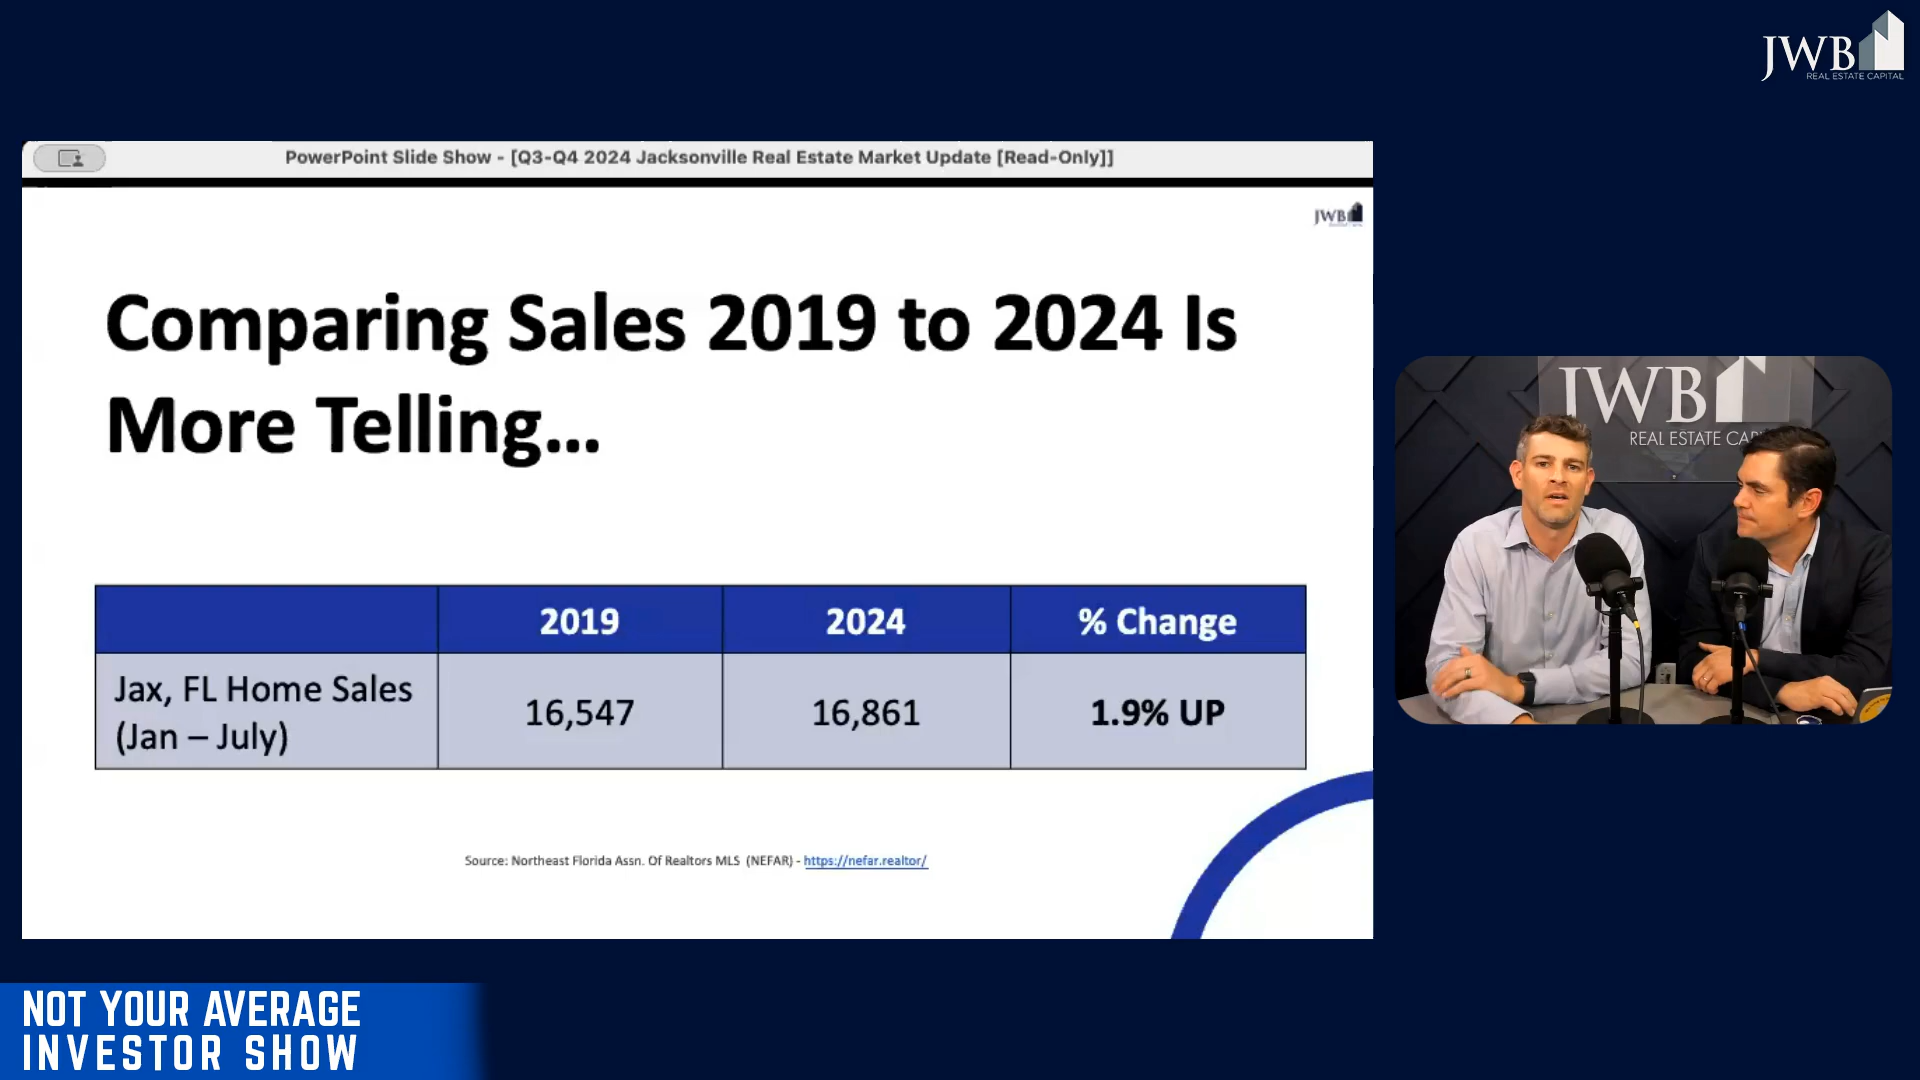 JWB
REAL ESTATE CAPITAL
PowerPoint Slide Show - [Q3-Q4 2024 Jacksonville Real Estate Market Update [Read-Only]]
JWB
Comparing Sales 2019 to 2024 Is
More Telling...
2019 2024 % Change
Jax, FL Home Sales
(Jan – July)
16,547 16,861 1.9% UP
Source: Northeast Florida Assn. Of Realtors MLS (NEFAR) - https://nefar.realtor/
JWB
REAL ESTATE CAP
NOT YOUR AVERAGE
INVESTOR SHOW